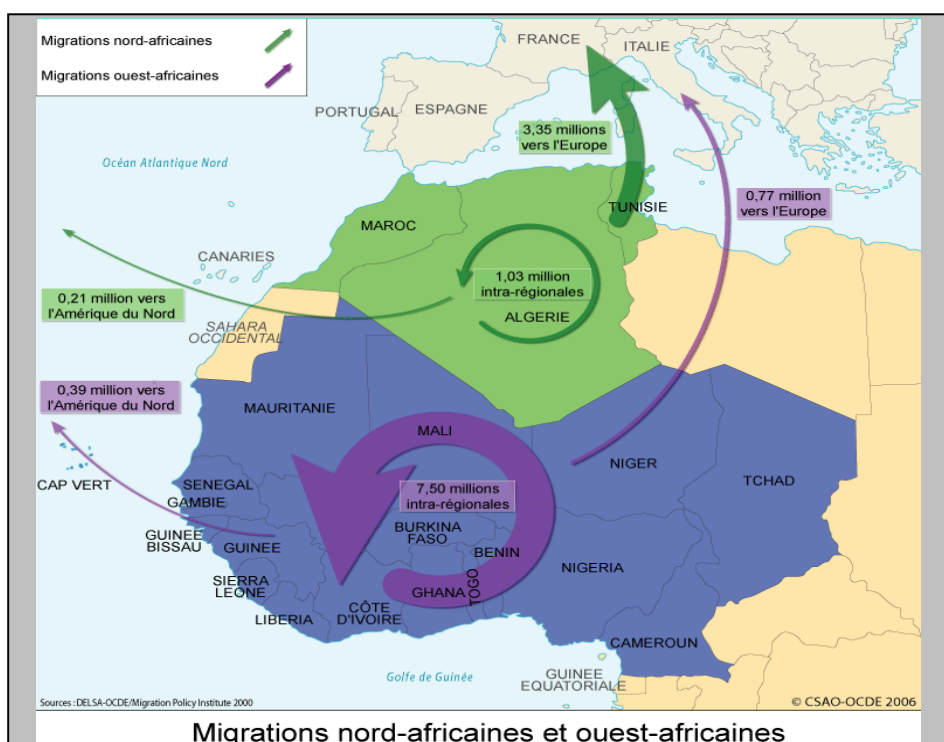 Migrations nord-africaines
Migrations ouest-africaines
FRANCE
ITALIE
PORTUGAL
ESPAGNE
3,35 millions
vers l'Europe
Océan Atlantique Nord
0,77 million
vers l'Europe
TUNISIE
MAROC
CANARIES
1,03 million
intra-régionales
ALGERIE
0,21 million vers
l'Amérique du Nord
SAHARA
OCCIDENTAL
0,39 million vers
l'Amérique du Nord
MAURITANIE
MALI
NIGER
TCHAD
CAP VERT
SENEGAL
GAMBIE
7,50 millions
intra-régionales
GUINEE
BISSAU
GUINEE
BURKINA
FASO
BENIN
NIGERIA
SIERRA
LEONE
GHANA
TOGO
LIBERIA
CÔTE
D'IVOIRE
CAMEROUN
Golfe de Guinée
GUINEE
EQUATORIALE
Sources : DELSA-OCDE/Migration Policy Institute 2000
© CSAO-OCDE 2006
Migrations nord-africaines et ouest-africaines